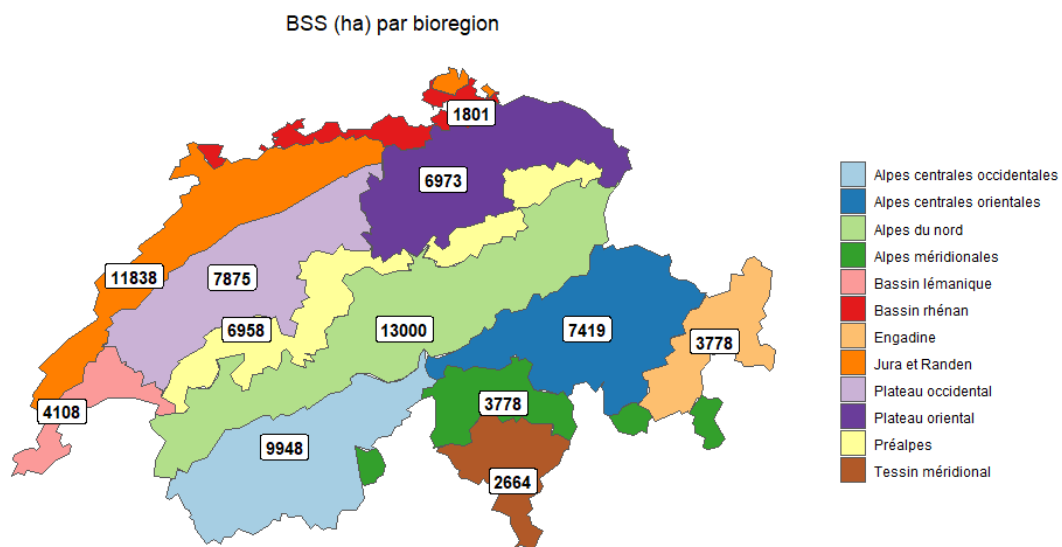 BSS (ha) par bioregion
1801
6973
11838
7875
6958
13000
7419
3778
4108
3778
9948
2664
Alpes centrales occidentales
Alpes centrales orientales
Alpes du nord
Alpes méridionales
Bassin lémanique
Bassin rhénan
Engadine
Jura et Randen
Plateau occidental
Plateau oriental
Préalpes
Tessin méridional